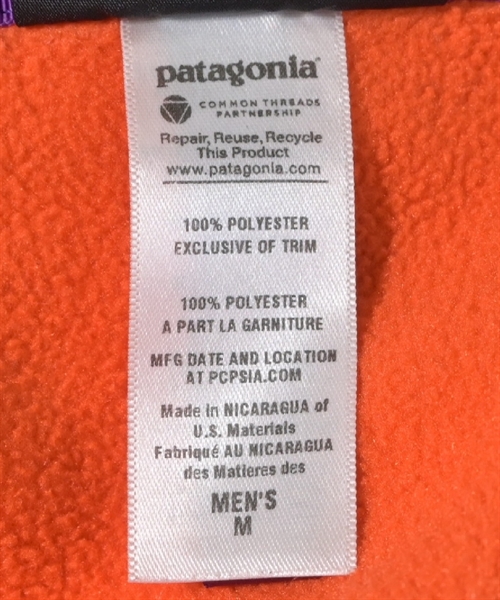 patagonia®
COMMON THREADS
PARTNERSHIP
Repair, Reuse, Recycle
This Product
www.patagonia.com
100% POLYESTER
EXCLUSIVE OF TRIM
100% POLYESTER
A PART LA GARNITURE
MFG DATE AND LOCATION
AT PCPSIA.COM
Made in NICARAGUA of
U.S. Materials
Fabriqué AU NICARAGUA
des Matieres des
MEN'S
M